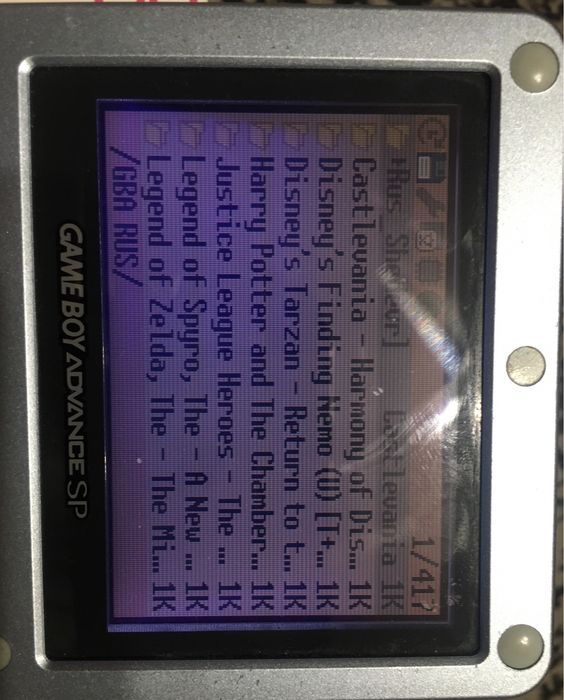 1/417
Castlevania 1K
Castlevania - Harmony of Dis... 1K
Disney's Finding Nemo (U) [T+... 1K
Disney's Tarzan - Return to t... 1K
Harry Potter and The Chamber... 1K
Justice League Heroes - The ... 1K
Legend of Spyro, The - A New ... 1K
Legend of Zelda, The - The Mi... 1K
/GBA RUS/
GAME BOY ADVANCE SP